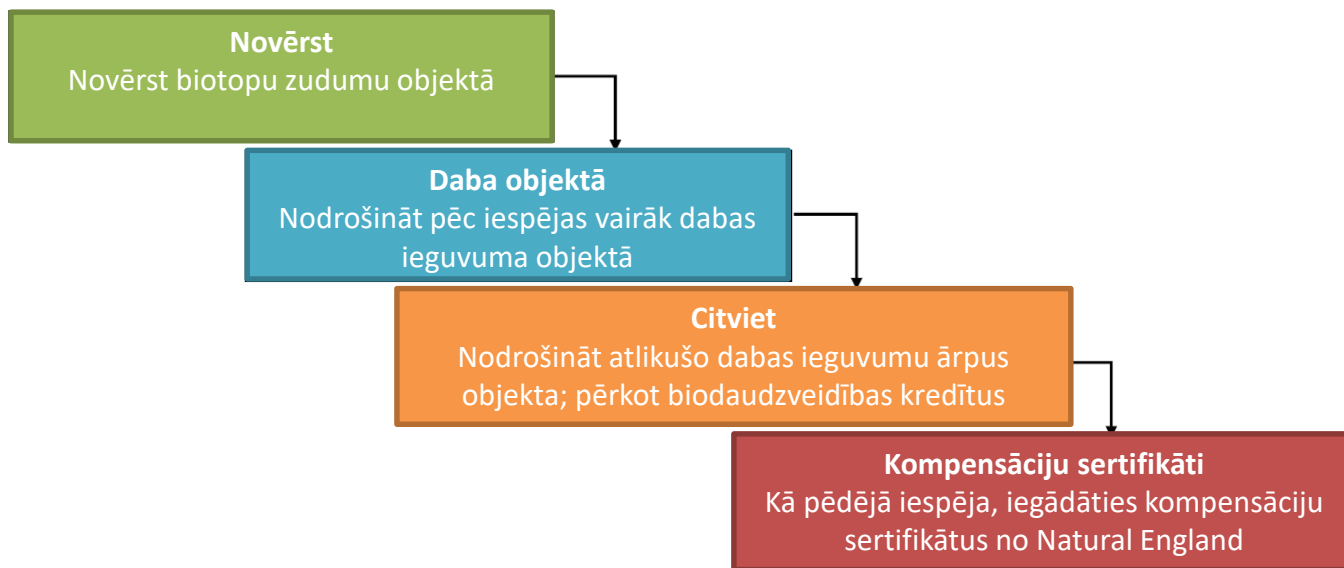 Novērst
Novērst biotopu zudumu objektā
Daba objektā
Nodrošināt pēc iespējas vairāk dabas
ieguvuma objektā
Citviet
Nodrošināt atlikušo dabas ieguvumu ārpus
objekta; pērkot biodaudzveidības kredītus
Kompensāciju sertifikāti
Kā pēdējā iespēja, iegādāties kompensāciju
sertifikātus no Natural England